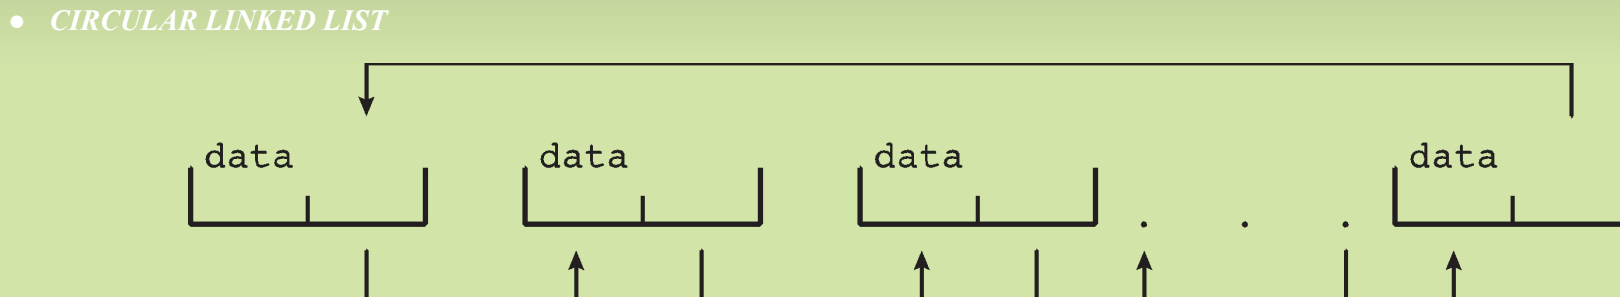 • CIRCULAR LINKED LIST
data data data data
. . .